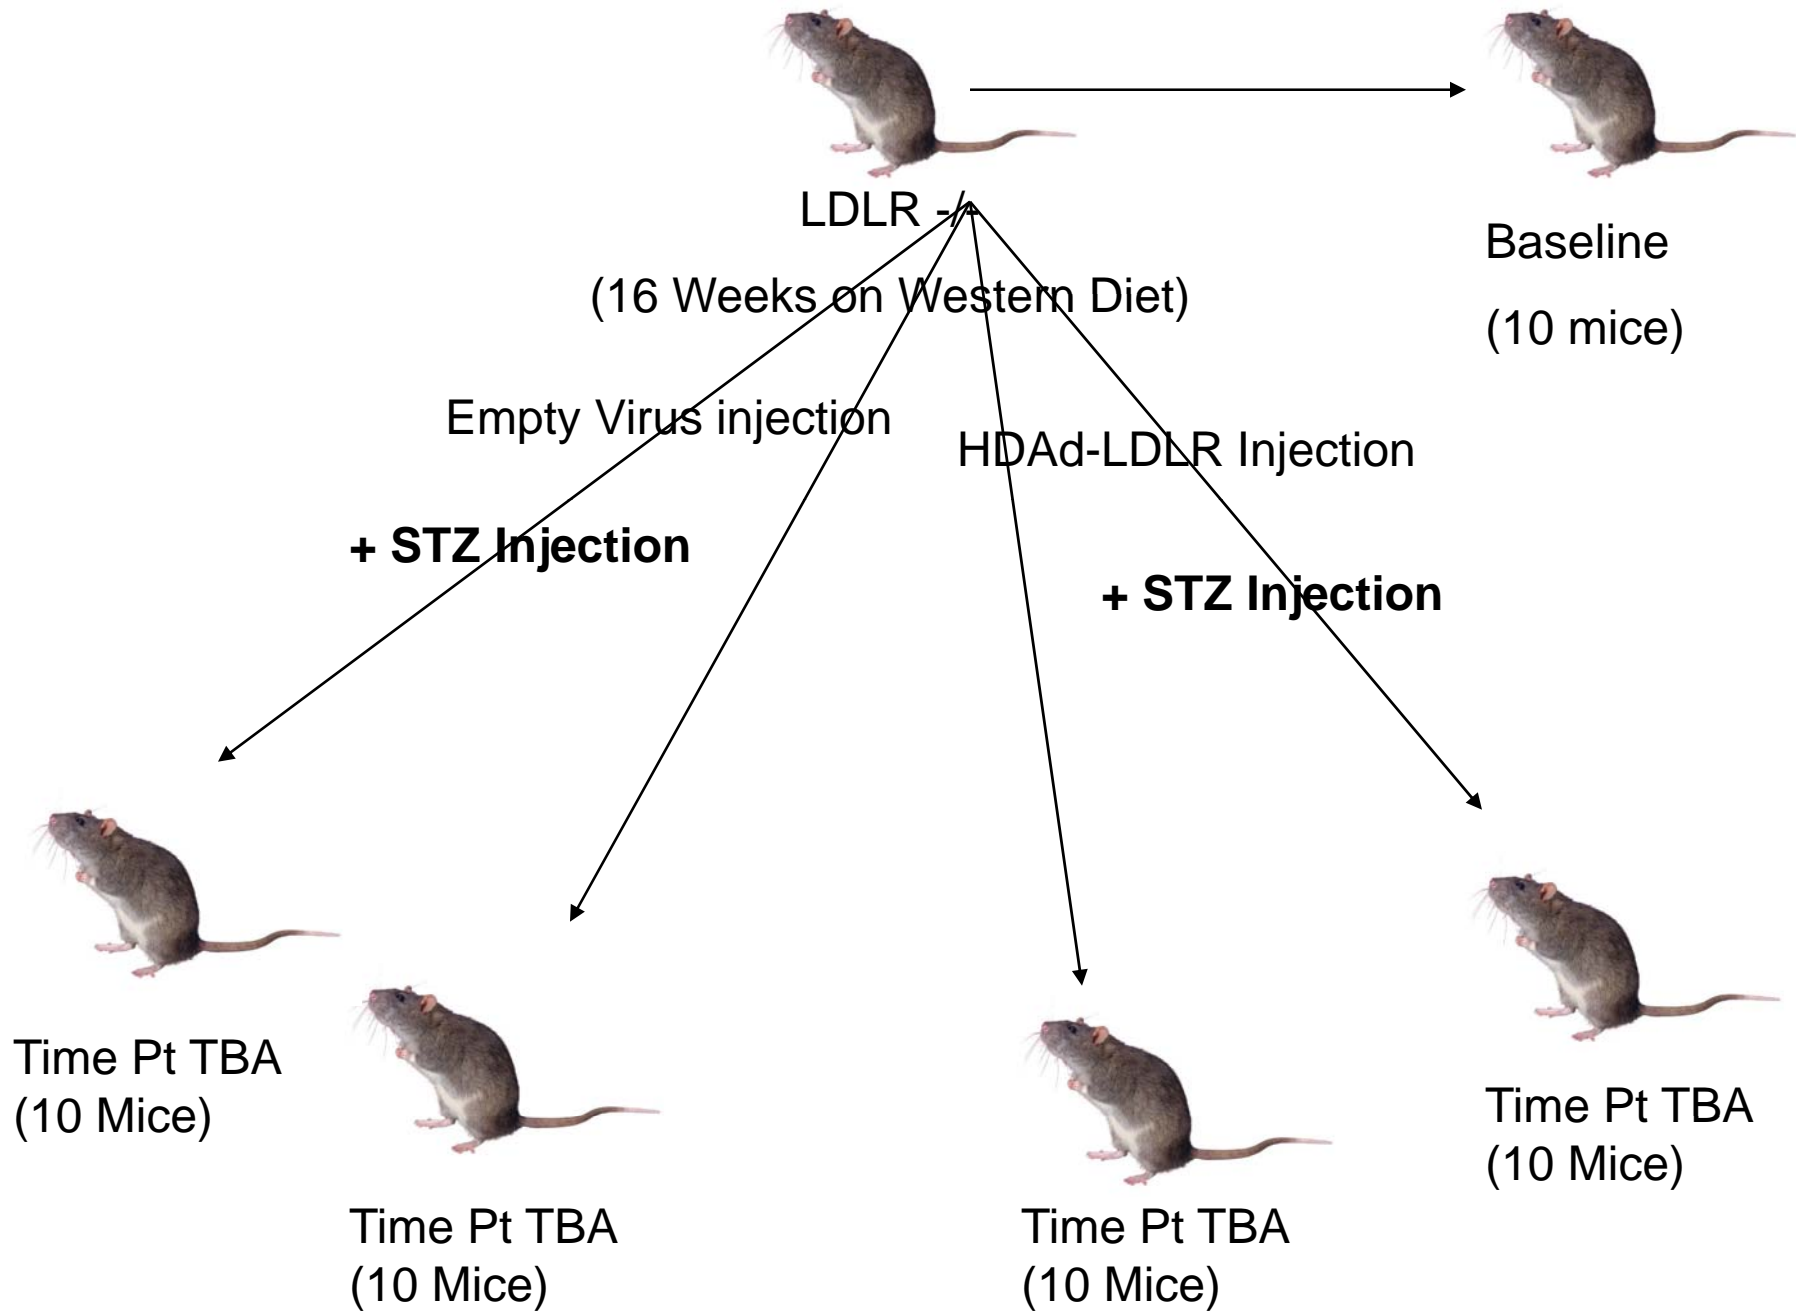 LDLR -/-
(16 Weeks on Western Diet)
Baseline
(10 mice)
Empty Virus injection
HDAd-LDLR Injection
+ STZ Injection
+ STZ Injection
Time Pt TBA
(10 Mice)
Time Pt TBA
(10 Mice)
Time Pt TBA
(10 Mice)
Time Pt TBA
(10 Mice)